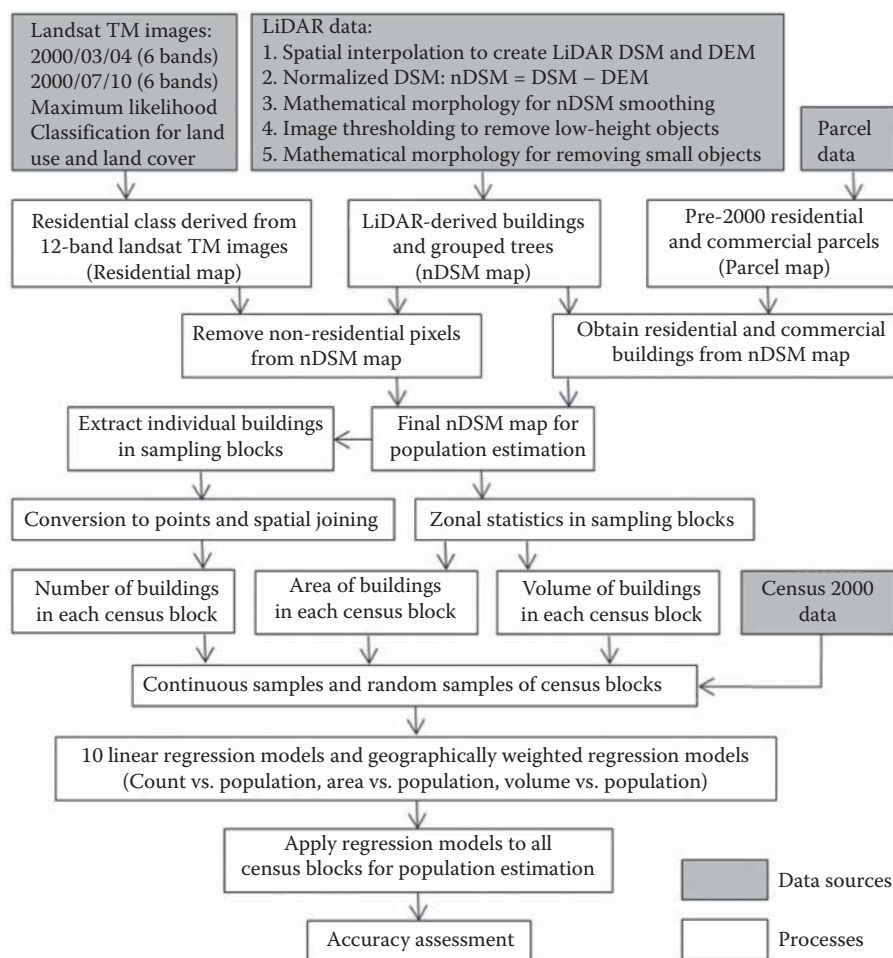 Landsat TM images:
2000/03/04 (6 bands)
2000/07/10 (6 bands)
Maximum likelihood
Classification for land
use and land cover
LiDAR data:
1. Spatial interpolation to create LiDAR DSM and DEM
2. Normalized DSM: nDSM = DSM – DEM
3. Mathematical morphology for nDSM smoothing
4. Image thresholding to remove low-height objects
5. Mathematical morphology for removing small objects
Parcel
data
Residential class derived from
12-band landsat TM images
(Residential map)
LiDAR-derived buildings
and grouped trees
(nDSM map)
Pre-2000 residential
and commercial parcels
(Parcel map)
Remove non-residential pixels
from nDSM map
Obtain residential and commercial
buildings from nDSM map
Extract individual buildings
in sampling blocks
Final nDSM map for
population estimation
Conversion to points and spatial joining
Zonal statistics in sampling blocks
Number of buildings
in each census block
Area of buildings
in each census block
Volume of buildings
in each census block
Census 2000
data
Continuous samples and random samples of census blocks
10 linear regression models and geographically weighted regression models
(Count vs. population, area vs. population, volume vs. population)
Apply regression models to all
census blocks for population estimation
Accuracy assessment
Data sources
Processes